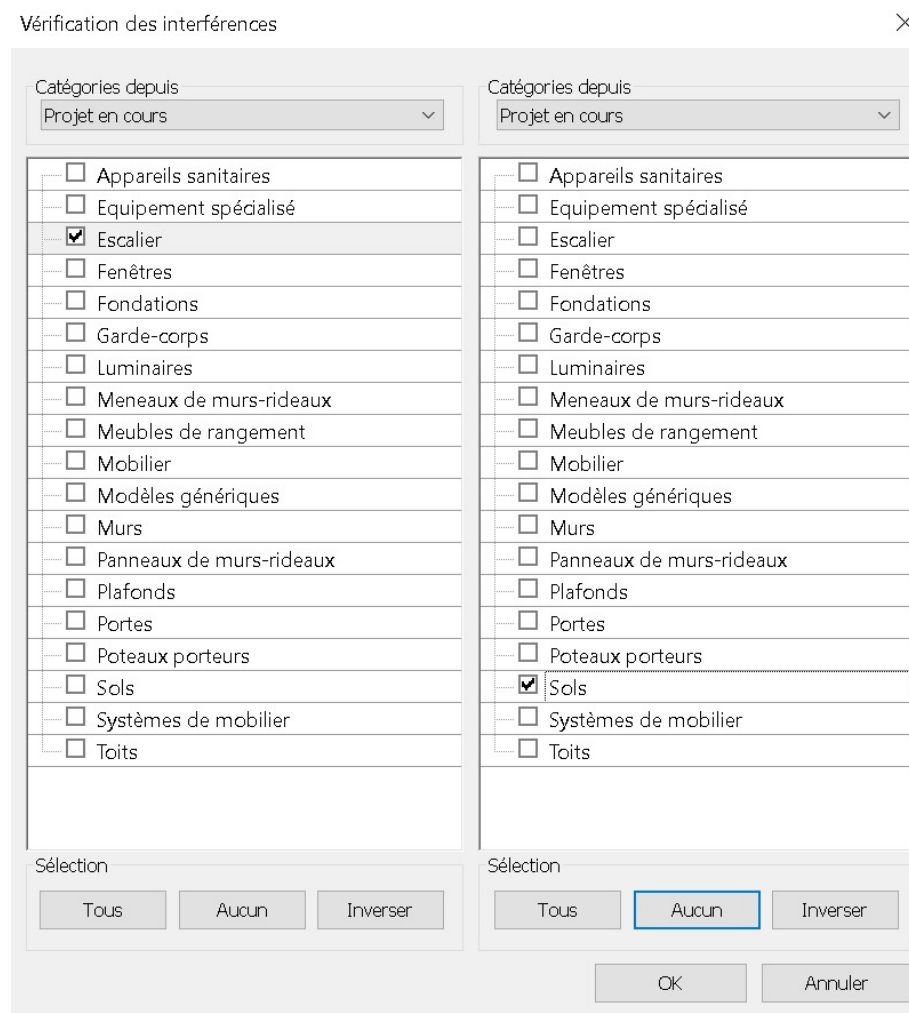 Vérification des interférences
Catégories depuis
Projet en cours
Appareils sanitaires
Equipement spécialisé
Escalier
Fenêtres
Fondations
Garde-corps
Luminaires
Meneaux de murs-rideaux
Meubles de rangement
Mobilier
Modèles génériques
Murs
Panneaux de murs-rideaux
Plafonds
Portes
Poteaux porteurs
Sols
Systèmes de mobilier
Toits
Sélection
Tous Aucun Inverser
Catégories depuis
Projet en cours
Appareils sanitaires
Equipement spécialisé
Escalier
Fenêtres
Fondations
Garde-corps
Luminaires
Meneaux de murs-rideaux
Meubles de rangement
Mobilier
Modèles génériques
Murs
Panneaux de murs-rideaux
Plafonds
Portes
Poteaux porteurs
Sols
Systèmes de mobilier
Toits
Sélection
Tous Aucun Inverser
OK Annuler